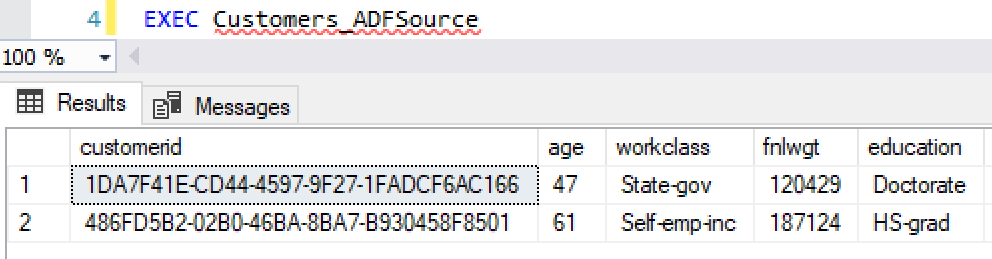 4 EXEC Customers_ADFSource
100 %
Results Messages
customerid age workclass fnlwgt education
1 1DA7F41E-CD44-4597-9F27-1FADCF6AC166 47 State-gov 120429 Doctorate
2 486FD5B2-02B0-46BA-8BA7-B930458F8501 61 Self-emp-inc 187124 HS-grad